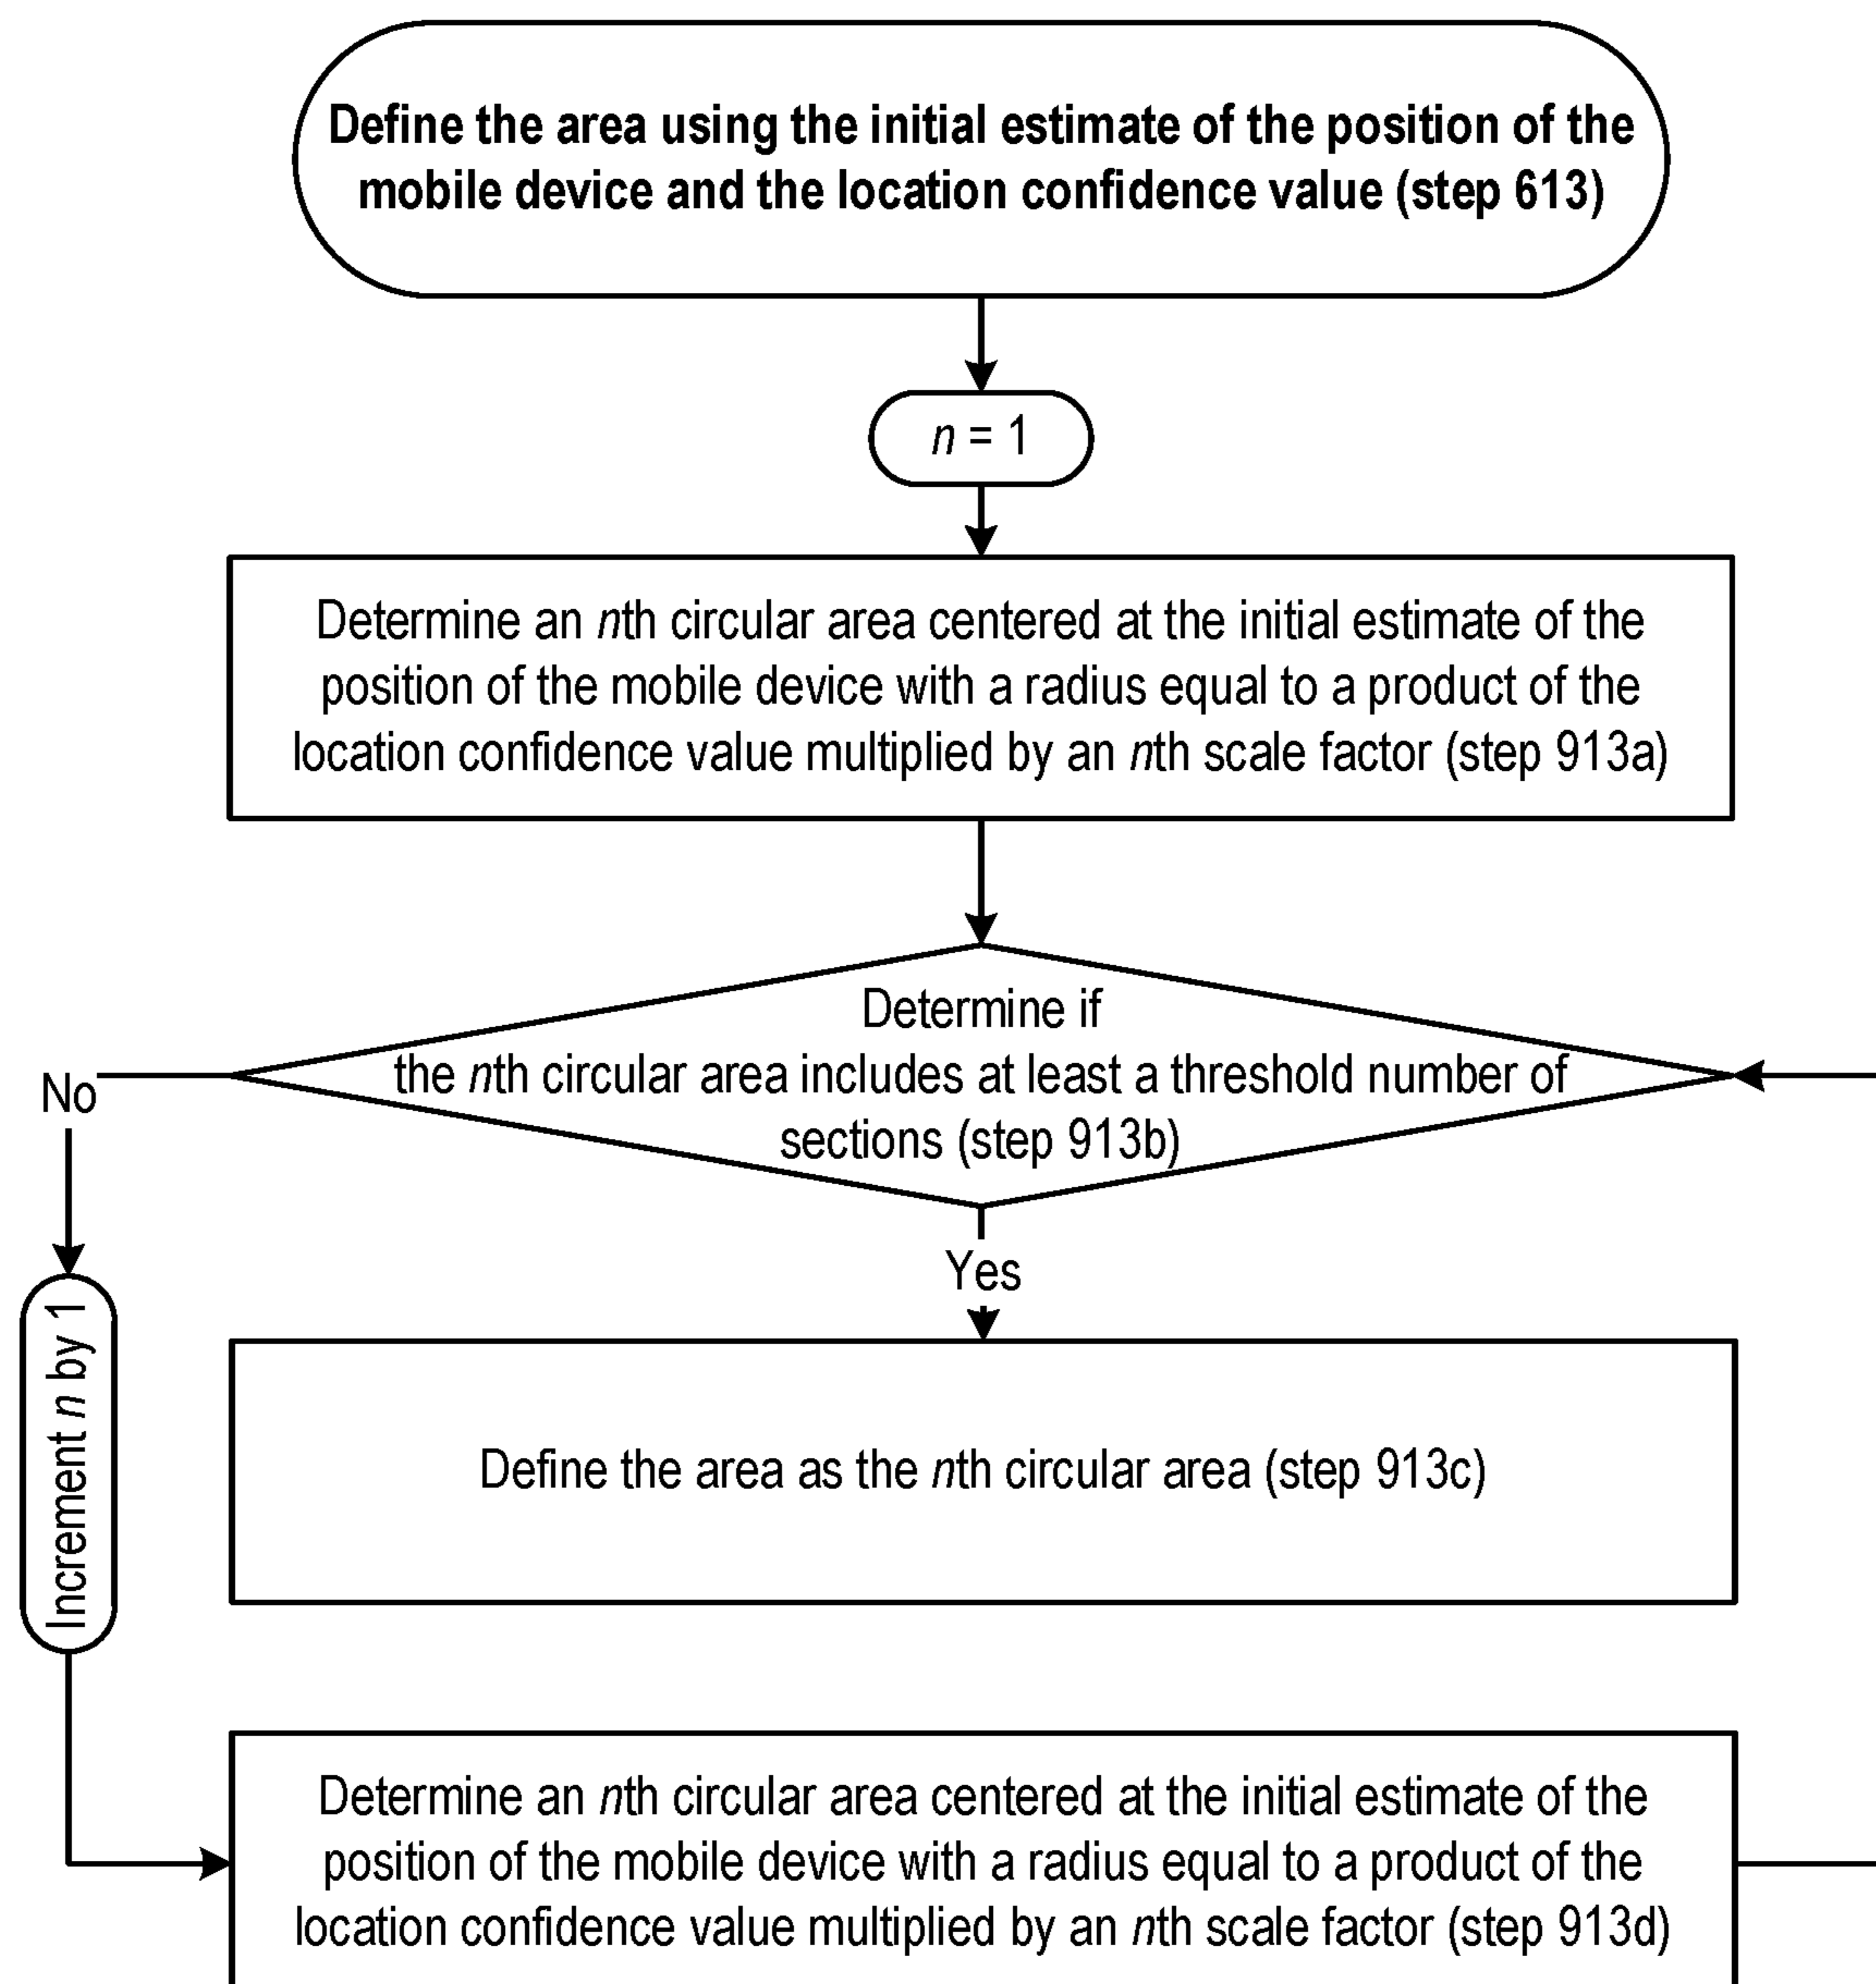 Define the area using the initial estimate of the position of the
mobile device and the location confidence value (step 613)
n = 1
Determine an nth circular area centered at the initial estimate of the
position of the mobile device with a radius equal to a product of the
location confidence value multiplied by an nth scale factor (step 913a)
Determine if
the nth circular area includes at least a threshold number of
sections (step 913b)
No
Yes
Increment n by 1
Define the area as the nth circular area (step 913c)
Determine an nth circular area centered at the initial estimate of the
position of the mobile device with a radius equal to a product of the
location confidence value multiplied by an nth scale factor (step 913d)